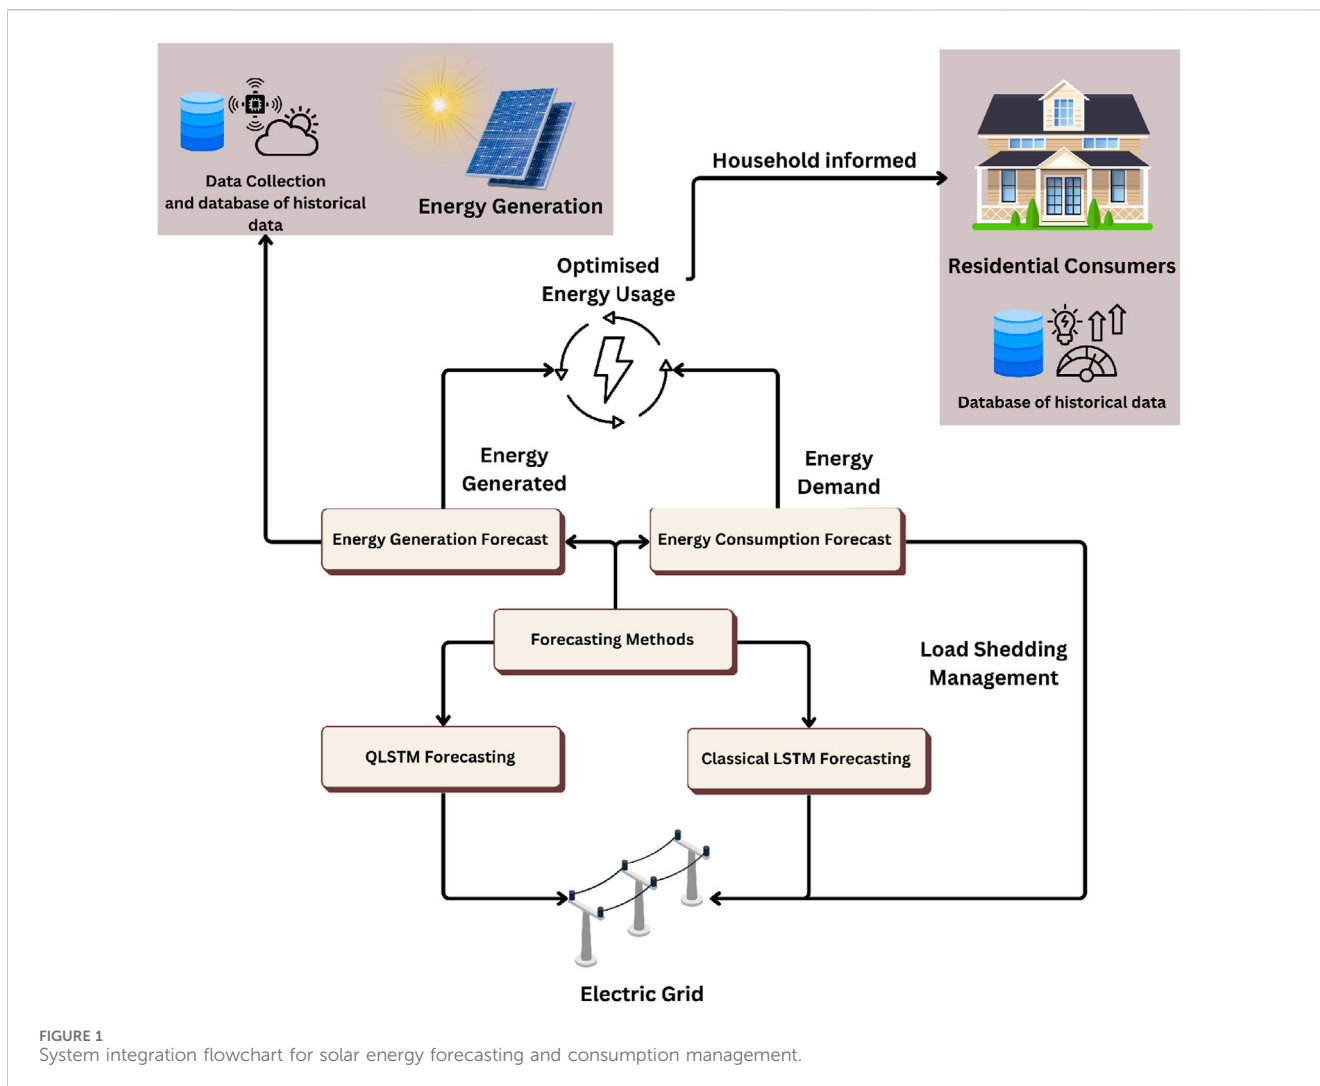 Data Collection
and database of historical
data
Energy Generation
Household informed
Residential Consumers
Database of historical data
Optimised
Energy Usage
Energy
Generated
Energy
Demand
Energy Generation Forecast
Energy Consumption Forecast
Forecasting Methods
Load Shedding
Management
QLSTM Forecasting
Classical LSTM Forecasting
Electric Grid
FIGURE 1
System integration flowchart for solar energy forecasting and consumption management.